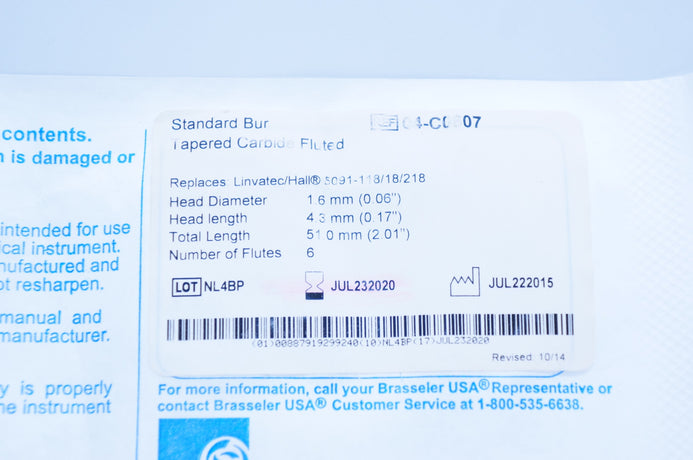 contents.
is damaged or
intended for use
ical instrument.
nufactured and
ot resharpen.
manual and
manufacturer.
y is properly
ne instrument
Standard Bur
REF
Tapered Carbide Fluted
Replaces Linvatec/Hall® 5091-118/18/218
Head Diameter 1.6 mm (0.06")
Head length 4.3 mm (0.17")
Total Length 51.0 mm (2.01")
Number of Flutes 6
LOT NL4BP JUL232020 JUL222015
(01)00887919299240(10)NL4BP(17)JUL232020
Revised 10/14
For more information, call your Brasseler USA® Representative or
contact Brasseler USA® Customer Service at 1-800-535-6638.